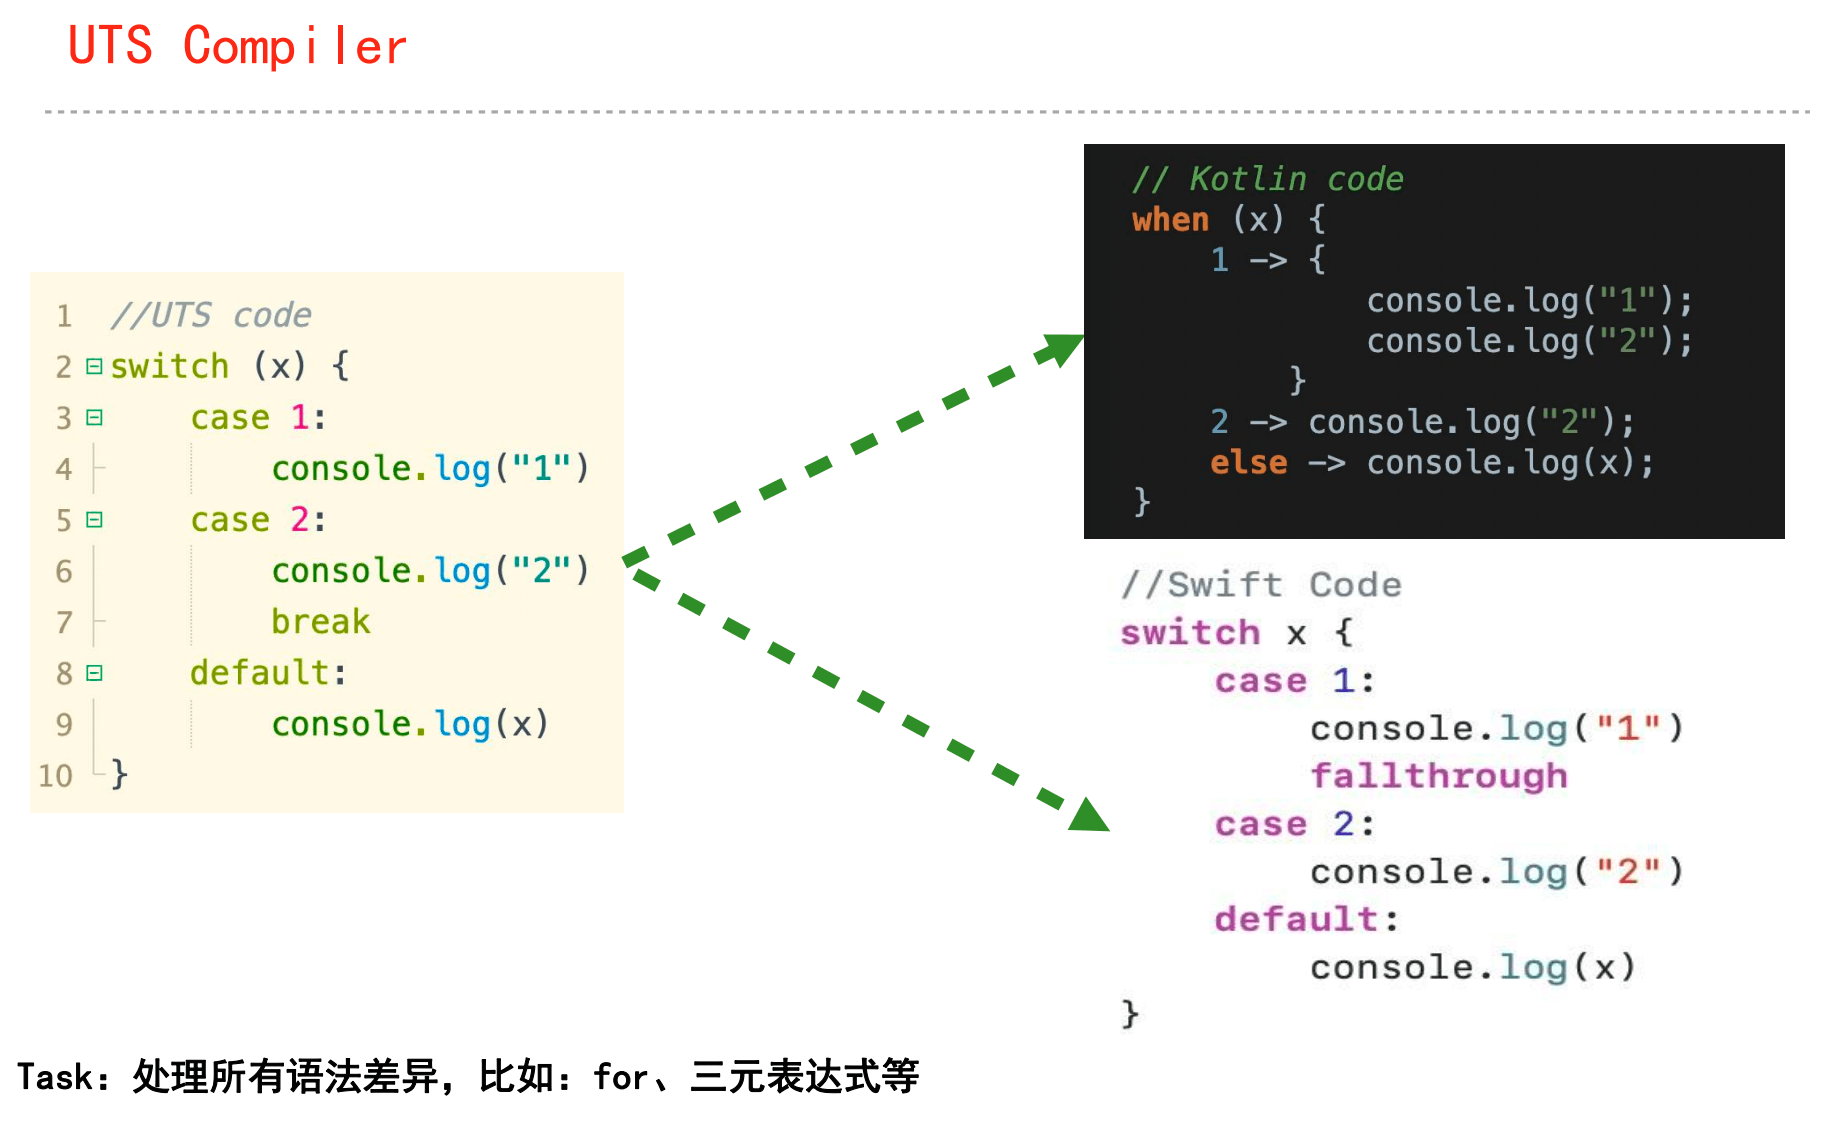 UTS Compiler
1 //UTS code
2 switch (x) {
3 case 1:
4 console.log("1")
5 case 2:
6 console.log("2")
7 break
8 default:
9 console.log(x)
10 }
// Kotlin code
when (x) {
1 -> {
console.log("1");
console.log("2");
}
2 -> console.log("2");
else -> console.log(x);
}
//Swift Code
switch x {
case 1:
console.log("1")
fallthrough
case 2:
console.log("2")
default:
console.log(x)
}
Task：处理所有语法差异，比如：for、三元表达式等